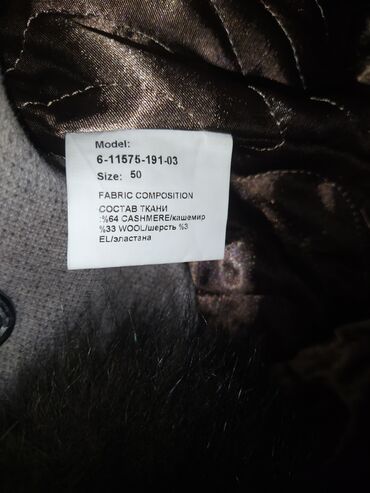 Model:
6-11575-191-03
Size: 50
FABRIC COMPOSITION
СОСТАВ ТКАНИ
:%64 CASHMERE/кашемир
%33 WOOL/шерсть %3
EL/эластана